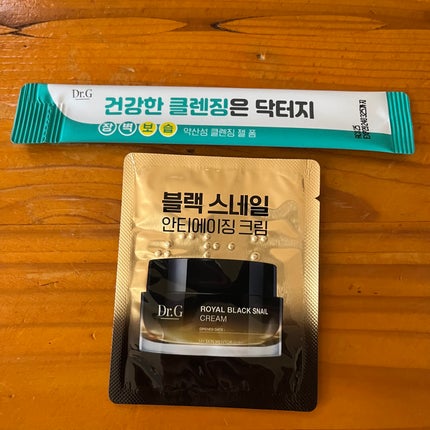 Dr.G
건강한 클렌징은 닥터지
장벽보습 약산성 클렌징 젤 폼
블랙 스네일
안티에이징 크림
Dr.G
ROYAL BLACK SNAIL
CREAM